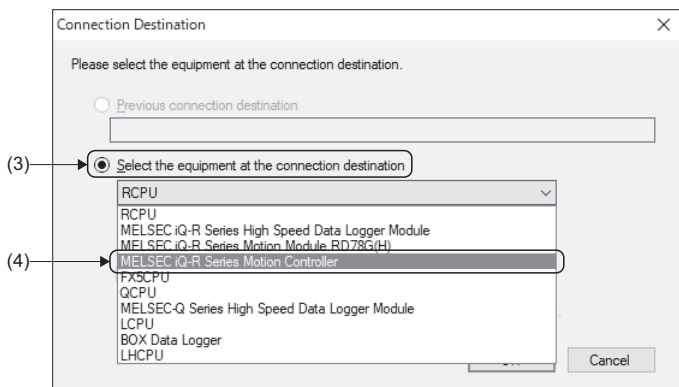 Connection Destination
Please select the equipment at the connection destination.
Previous connection destination
(3)
Select the equipment at the connection destination
RCPU
RCPU
MELSEC iQ-R Series High Speed Data Logger Module
MELSEC iQ-R Series Motion Module RD78G(H)
(4)
MELSEC iQ-R Series Motion Controller
FX5CPU
QCPU
MELSEC-Q Series High Speed Data Logger Module
LCPU
BOX Data Logger
LHCPU
Cancel